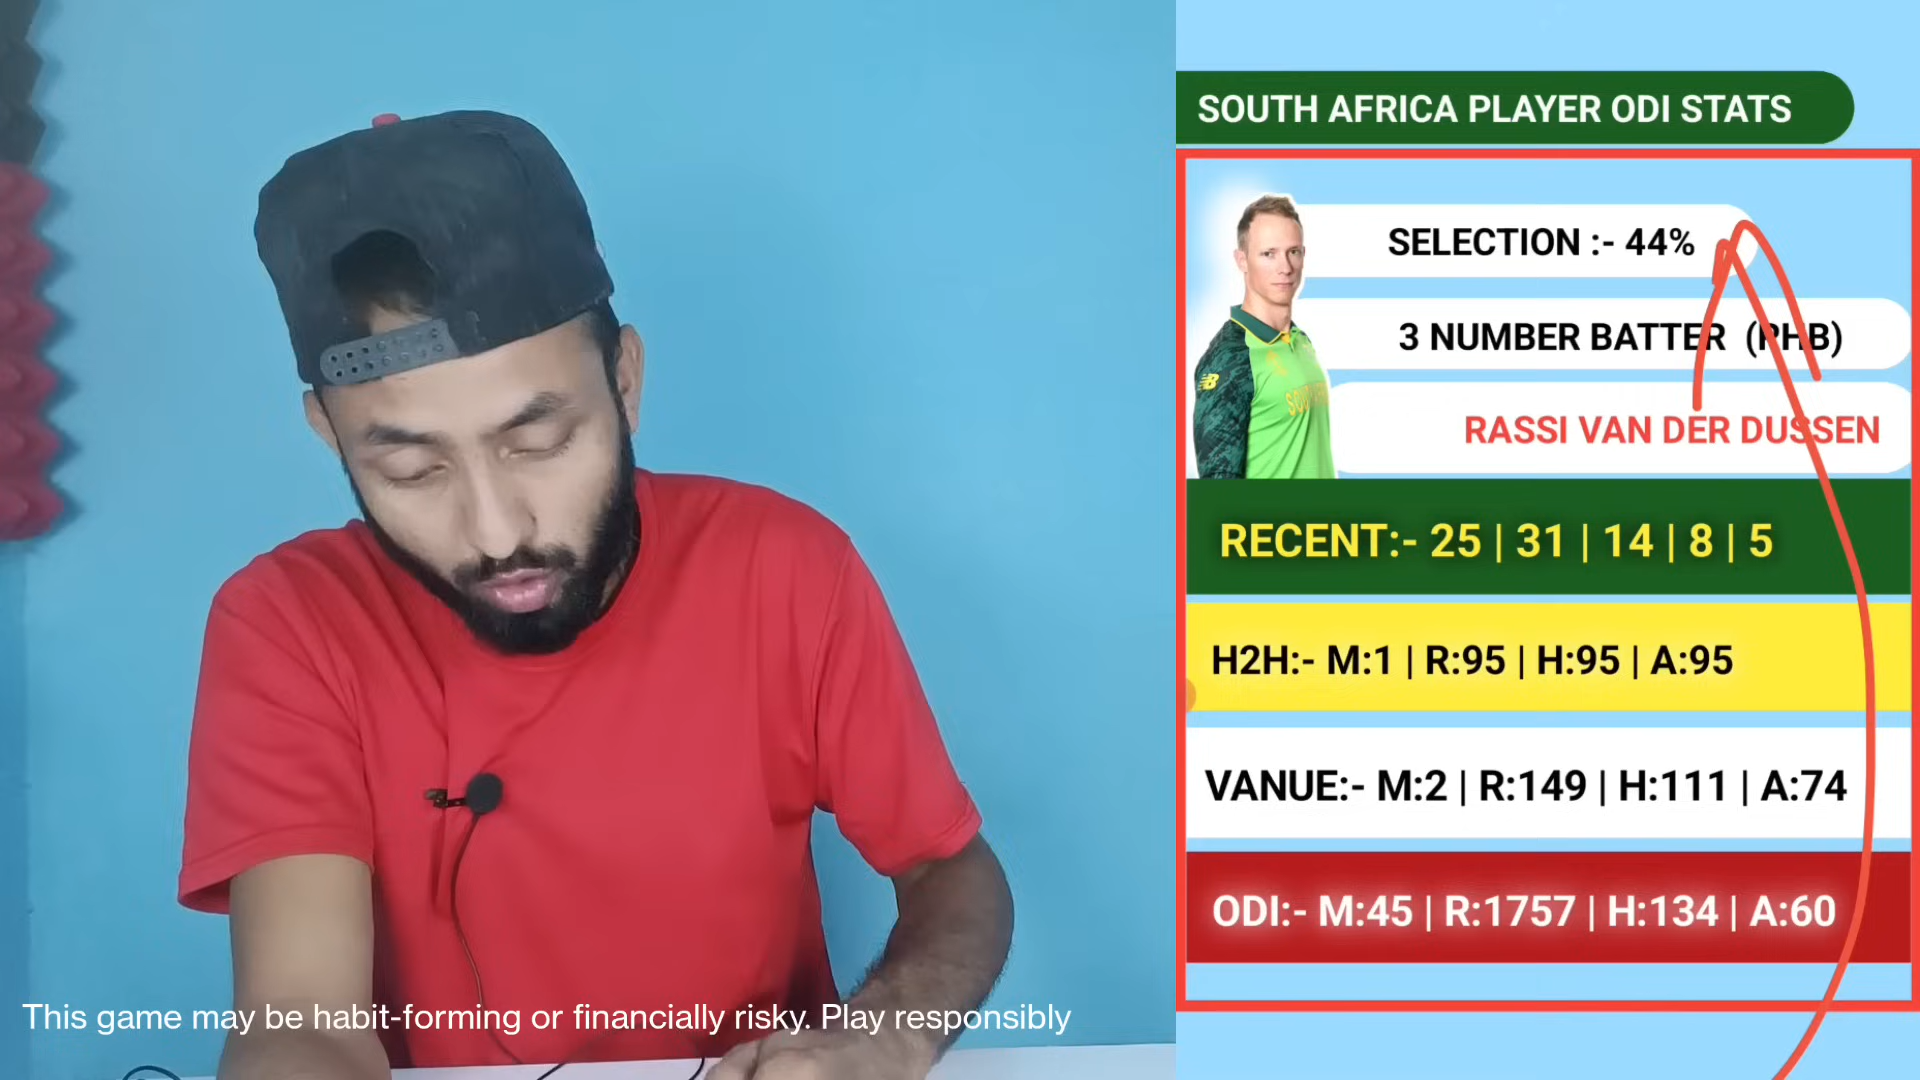 SOUTH AFRICA PLAYER ODI STATS
SELECTION :- 44%
3 NUMBER BATTER (RHB)
RASSI VAN DER DUSSEN
RECENT:- 25 | 31 | 14 | 8 | 5
H2H:- M:1 | R:95 | H:95 | A:95
VANUE:- M:2 | R:149 | H:111 | A:74
ODI:- M:45 | R:1757 | H:134 | A:60
This game may be habit-forming or financially risky. Play responsibly